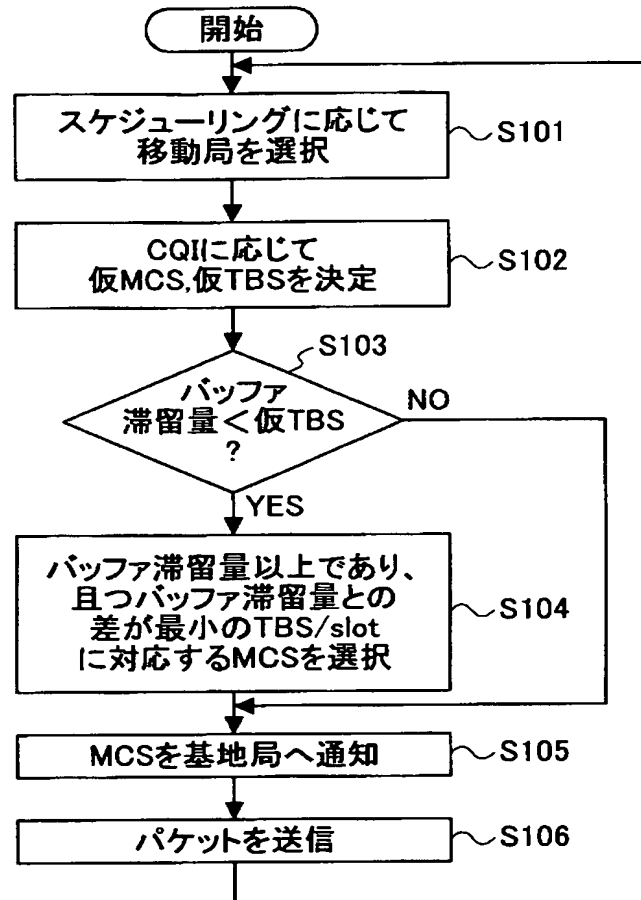 開始
スケジューリングに応じて
移動局を選択
S101
CQIに応じて
仮MCS,仮TBSを決定
S102
S103
バッファ
滞留量<仮TBS
?
NO
YES
バッファ滞留量以上であり、
且つバッファ滞留量との
差が最小のTBS/slot
に対応するMCSを選択
S104
MCSを基地局へ通知
S105
パケットを送信
S106